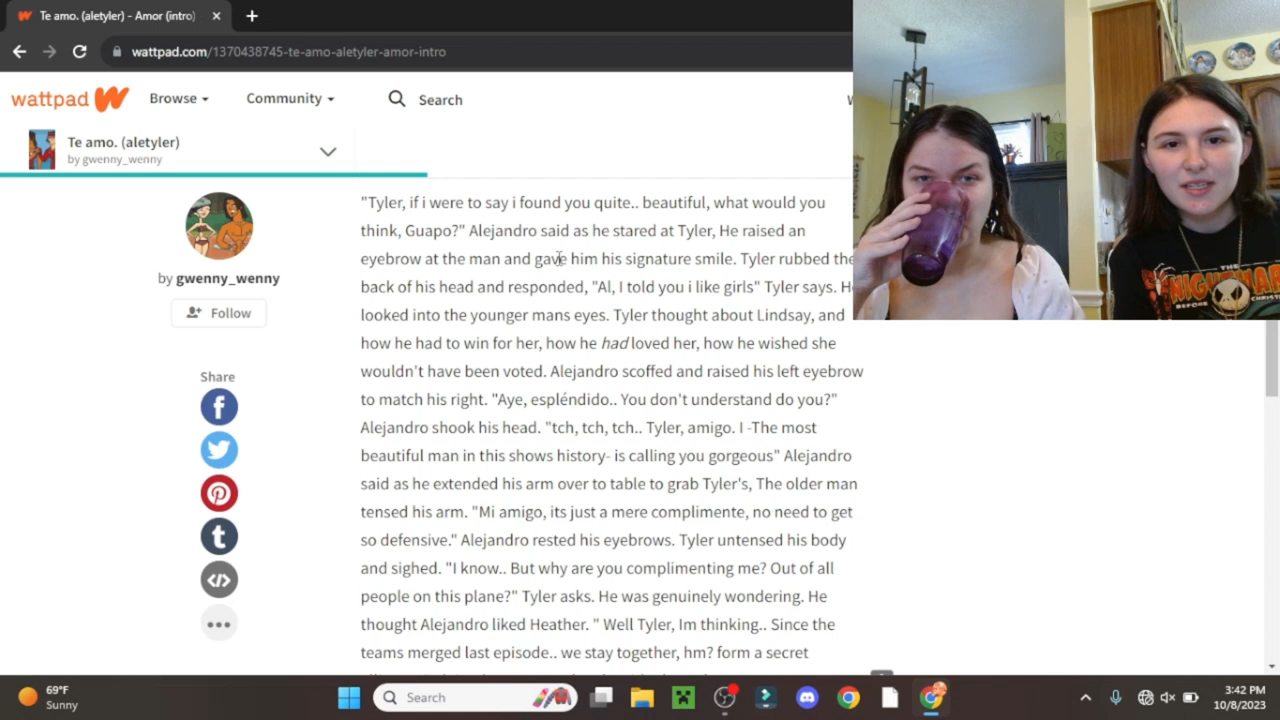 Te amo. (aletyler) - Amor (intro)
wattpad.com/1370438745-te-amo-aletyler-amor-intro
wattpad
Browse
Community
Search
Te amo. (aletyler)
by gwenny_wenny
by gwenny_wenny
Follow
Share
"Tyler, if i were to say i found you quite.. beautiful, what would you
think, Guapo?" Alejandro said as he stared at Tyler, He raised an
eyebrow at the man and gave him his signature smile. Tyler rubbed the
back of his head and responded, "Al, I told you i like girls" Tyler says. H
looked into the younger mans eyes. Tyler thought about Lindsay, and
how he had to win for her, how he had loved her, how he wished she
wouldn't have been voted. Alejandro scoffed and raised his left eyebrow
to match his right. "Aye, espléndido.. You don't understand do you?"
Alejandro shook his head. "tch, tch, tch.. Tyler, amigo. I -The most
beautiful man in this shows history- is calling you gorgeous" Alejandro
said as he extended his arm over to table to grab Tyler's, The older man
tensed his arm. "Mi amigo, its just a mere complimente, no need to get
so defensive." Alejandro rested his eyebrows. Tyler untensed his body
and sighed. "I know.. But why are you complimenting me? Out of all
people on this plane?" Tyler asks. He was genuinely wondering. He
thought Alejandro liked Heather. " Well Tyler, Im thinking.. Since the
teams merged last episode.. we stay together, hm? form a secret
THE
NIGHTMAR
BEFORE CHRIST
69°F
Sunny
Search
3:42 PM
10/8/2023